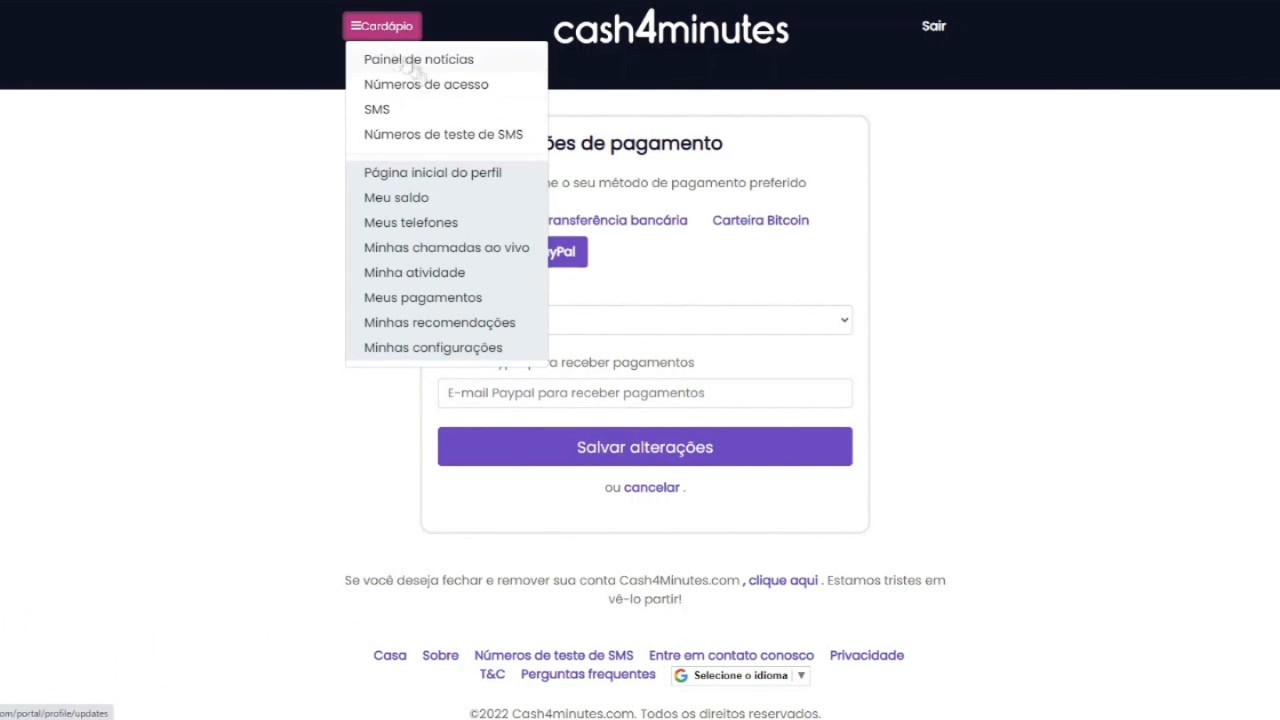 Cardápio
cash4minutes
Sair
Painel de notícias
Números de acesso
SMS
Números de teste de SMS
Página inicial do perfil
Meu saldo
Meus telefones
Minhas chamadas ao vivo
Minha atividade
Meus pagamentos
Minhas recomendações
Minhas configurações
ões de pagamento
e o seu método de pagamento preferido
ransferência bancária Carteira Bitcoin
yPal
a receber pagamentos
E-mail Paypal para receber pagamentos
Salvar alterações
ou cancelar .
Se você deseja fechar e remover sua conta Cash4Minutes.com , clique aqui . Estamos tristes em
vê-lo partir!
Casa Sobre Números de teste de SMS Entre em contato conosco Privacidade
T&C Perguntas frequentes Selecione o idioma ▼
om/portal/profile/updates
©2022 Cash4minutes.com. Todos os direitos reservados.